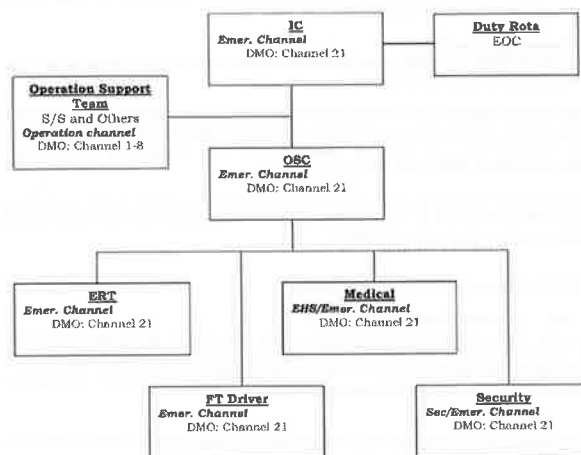 IC
Emer. Channel
DMO: Channel 21
Duty Rota
EOC
Operation Support
Team
S/S and Others
Operation channel
DMO: Channel 1-8
OSC
Emer. Channel
DMO: Channel 21
ERT
Emer. Channel
DMO: Channel 21
Medical
EHS/Emer. Channel
DMO: Channel 21
FT Driver
Emer. Channel
DMO: Channel 21
Security
Sec/Emer. Channel
DMO: Channel 21